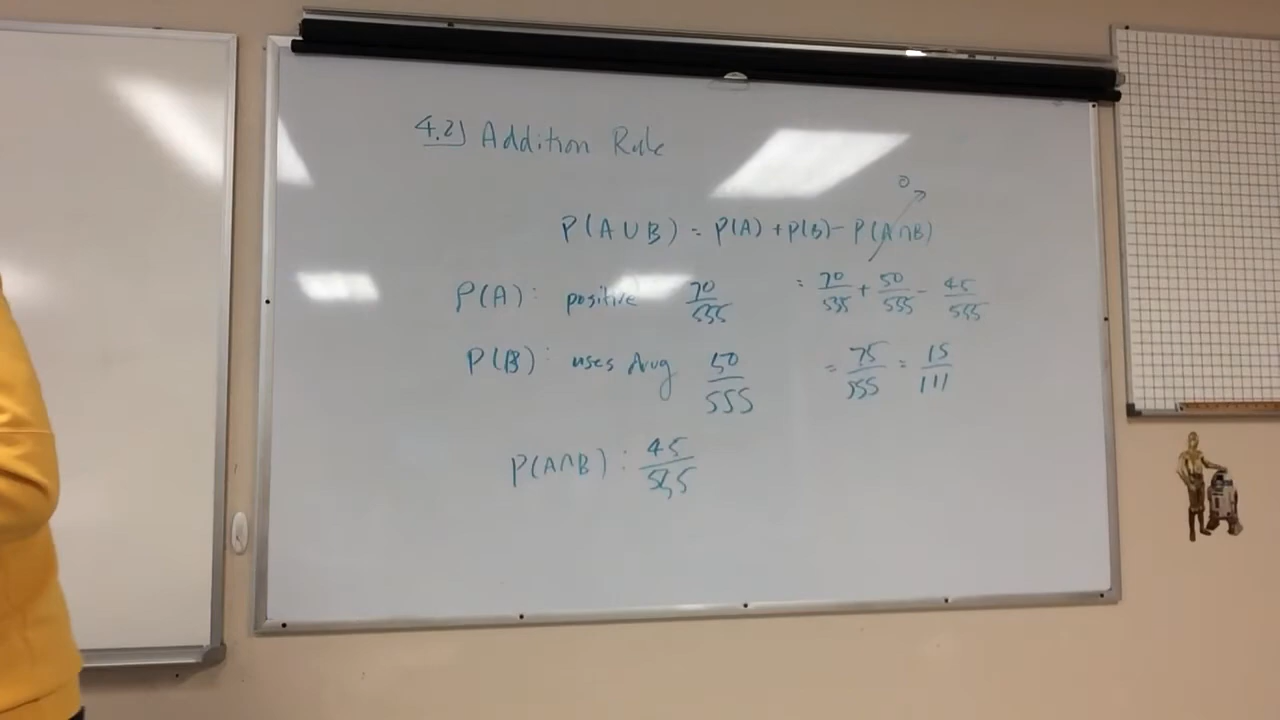 4.2) Addition Rule
0
P(A∪B) = P(A) + P(B) - P(A∩B)
P(A): positive 70/555 = 70/555 + 50/555 - 45/555
P(B): uses drug 50/555 = 75/555 = 15/111
P(A∩B): 45/555